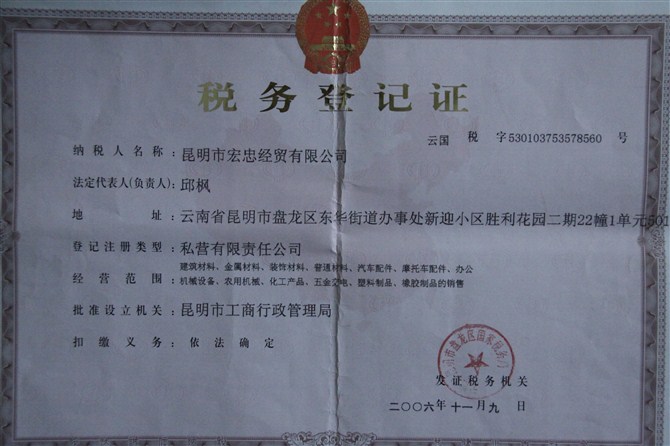 税务登记证
云国 税 字530103753578560 号
纳税人名称：昆明市宏忠经贸有限公司
法定代表人(负责人)：邱枫
地 址：云南省昆明市盘龙区东华街道办事处新迎小区胜利花园二期22幢1单元501
登记注册类型：私营有限责任公司
建筑材料、金属材料、装饰材料、普通材料、汽车配件、摩托车配件、办公
经营范围：机械设备、农用机械、化工产品、五金交电、塑料制品、橡胶制品的销售
批准设立机关：昆明市工商行政管理局
扣缴义务：依法确定
发证税务机关
二〇〇六年十一月九日